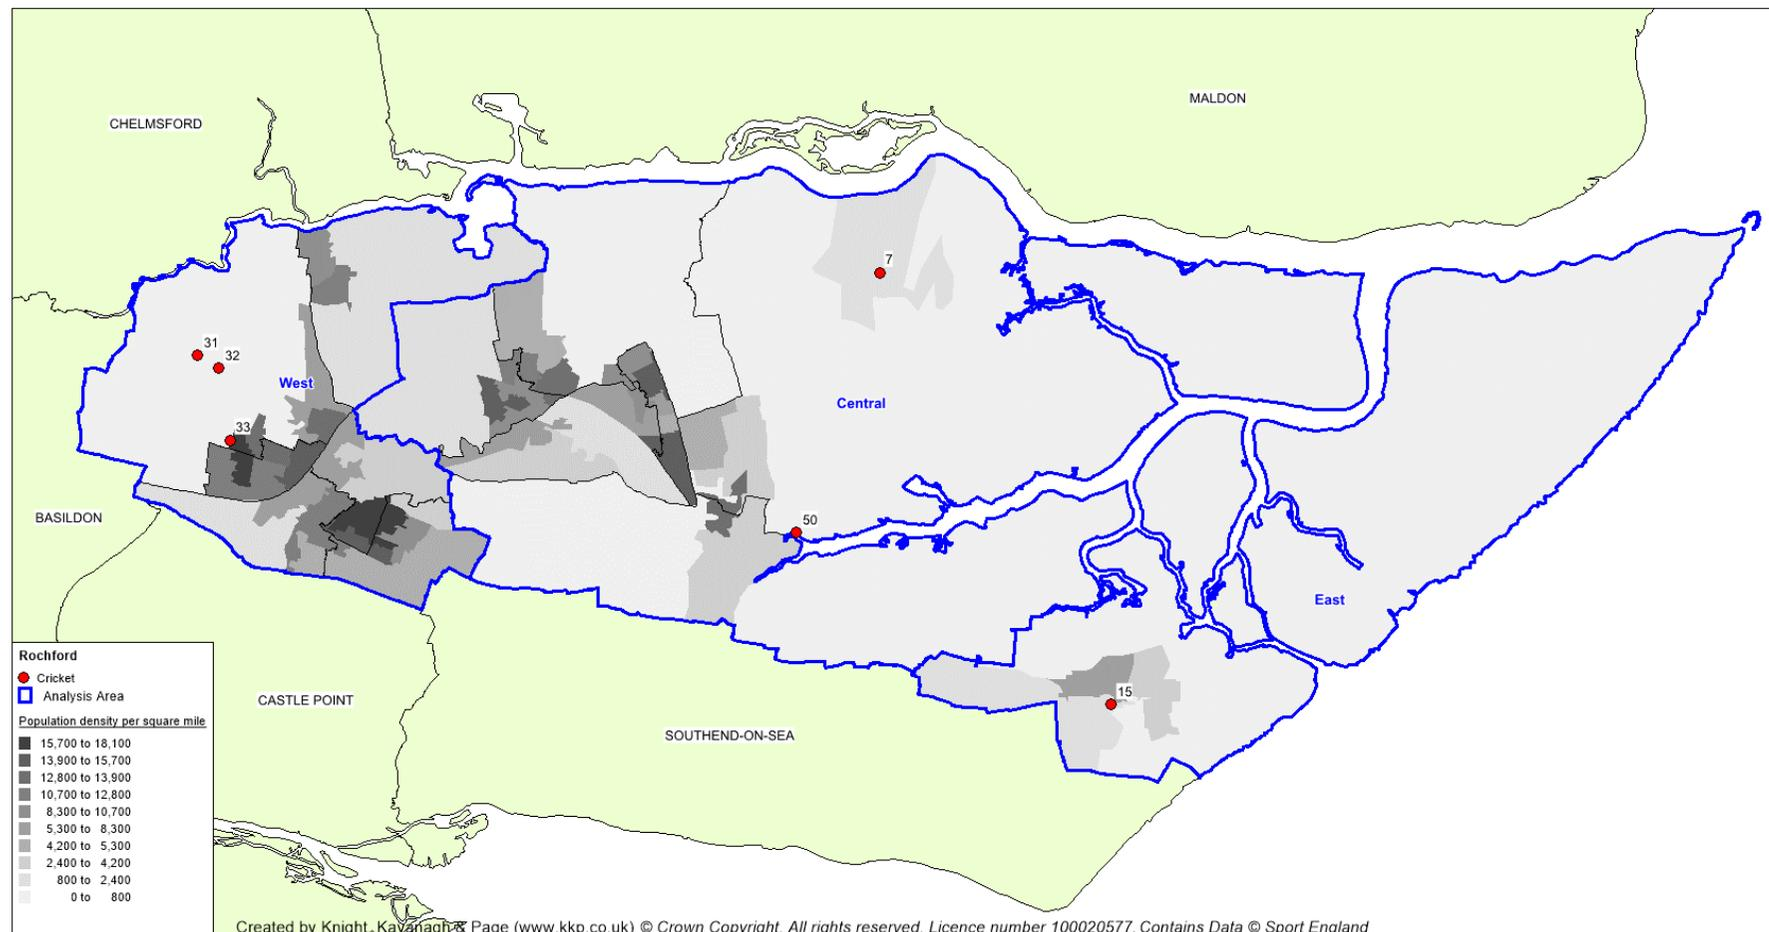 MALDON
CHELMSFORD
7
31
32
West
Central
33
BASILDON
50
East
15
CASTLE POINT
SOUTHEND-ON-SEA
Rochford
Cricket
Analysis Area
Population density per square mile
15,700 to 18,100
13,900 to 15,700
12,800 to 13,900
10,700 to 12,800
8,300 to 10,700
5,300 to 8,300
4,200 to 5,300
2,400 to 4,200
800 to 2,400
0 to 800
Created by Knight, Kavanagh & Page (www.kkp.co.uk) © Crown Copyright. All rights reserved. Licence number 100020577. Contains Data © Sport England